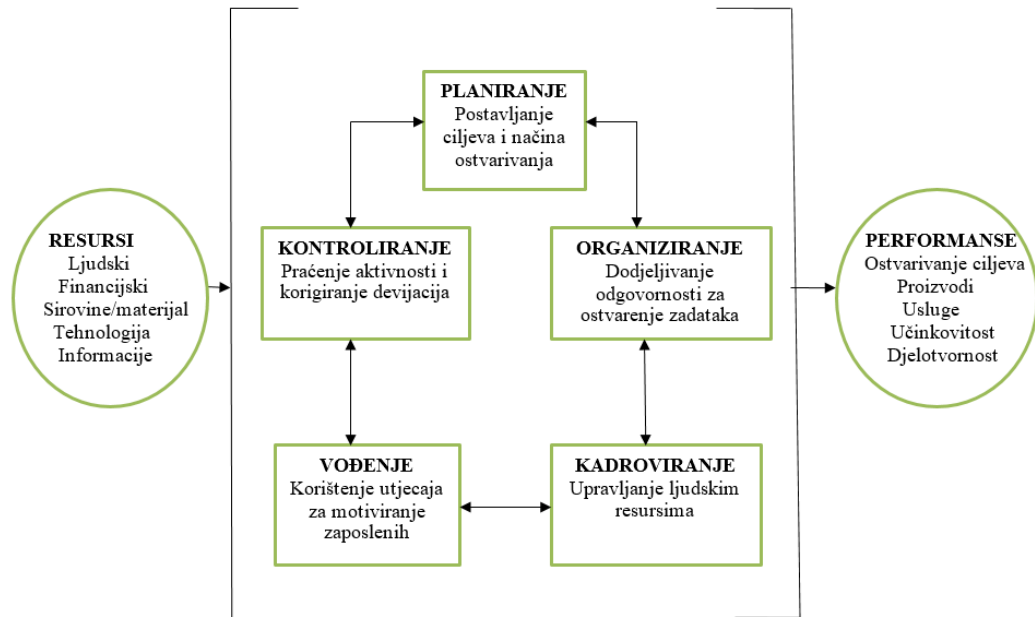 PLANIRANJE
Postavljanje
ciljeva i načina
ostvarivanja
RESURSI
Ljudski
Financijski
Sirovine/materijal
Tehnologija
Informacije
KONTROLIRANJE
Praćenje aktivnosti i
korigiranje devijacija
ORGANIZIRANJE
Dodjeljivanje
odgovornosti za
ostvarenje zadataka
PERFORMANSE
Ostvarivanje ciljeva
Proizvodi
Usluge
Učinkovitost
Djelotvornost
VOĐENJE
Korištenje utjecaja
za motiviranje
zaposlenih
KADROVIRANJE
Upravljanje ljudskim
resursima